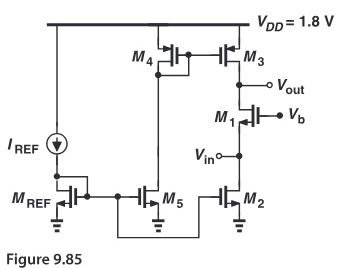 V_DD = 1.8 V
M_4
M_3
V_out
M_1
V_b
I_REF
V_in
M_REF
M_5
M_2
Figure 9.85